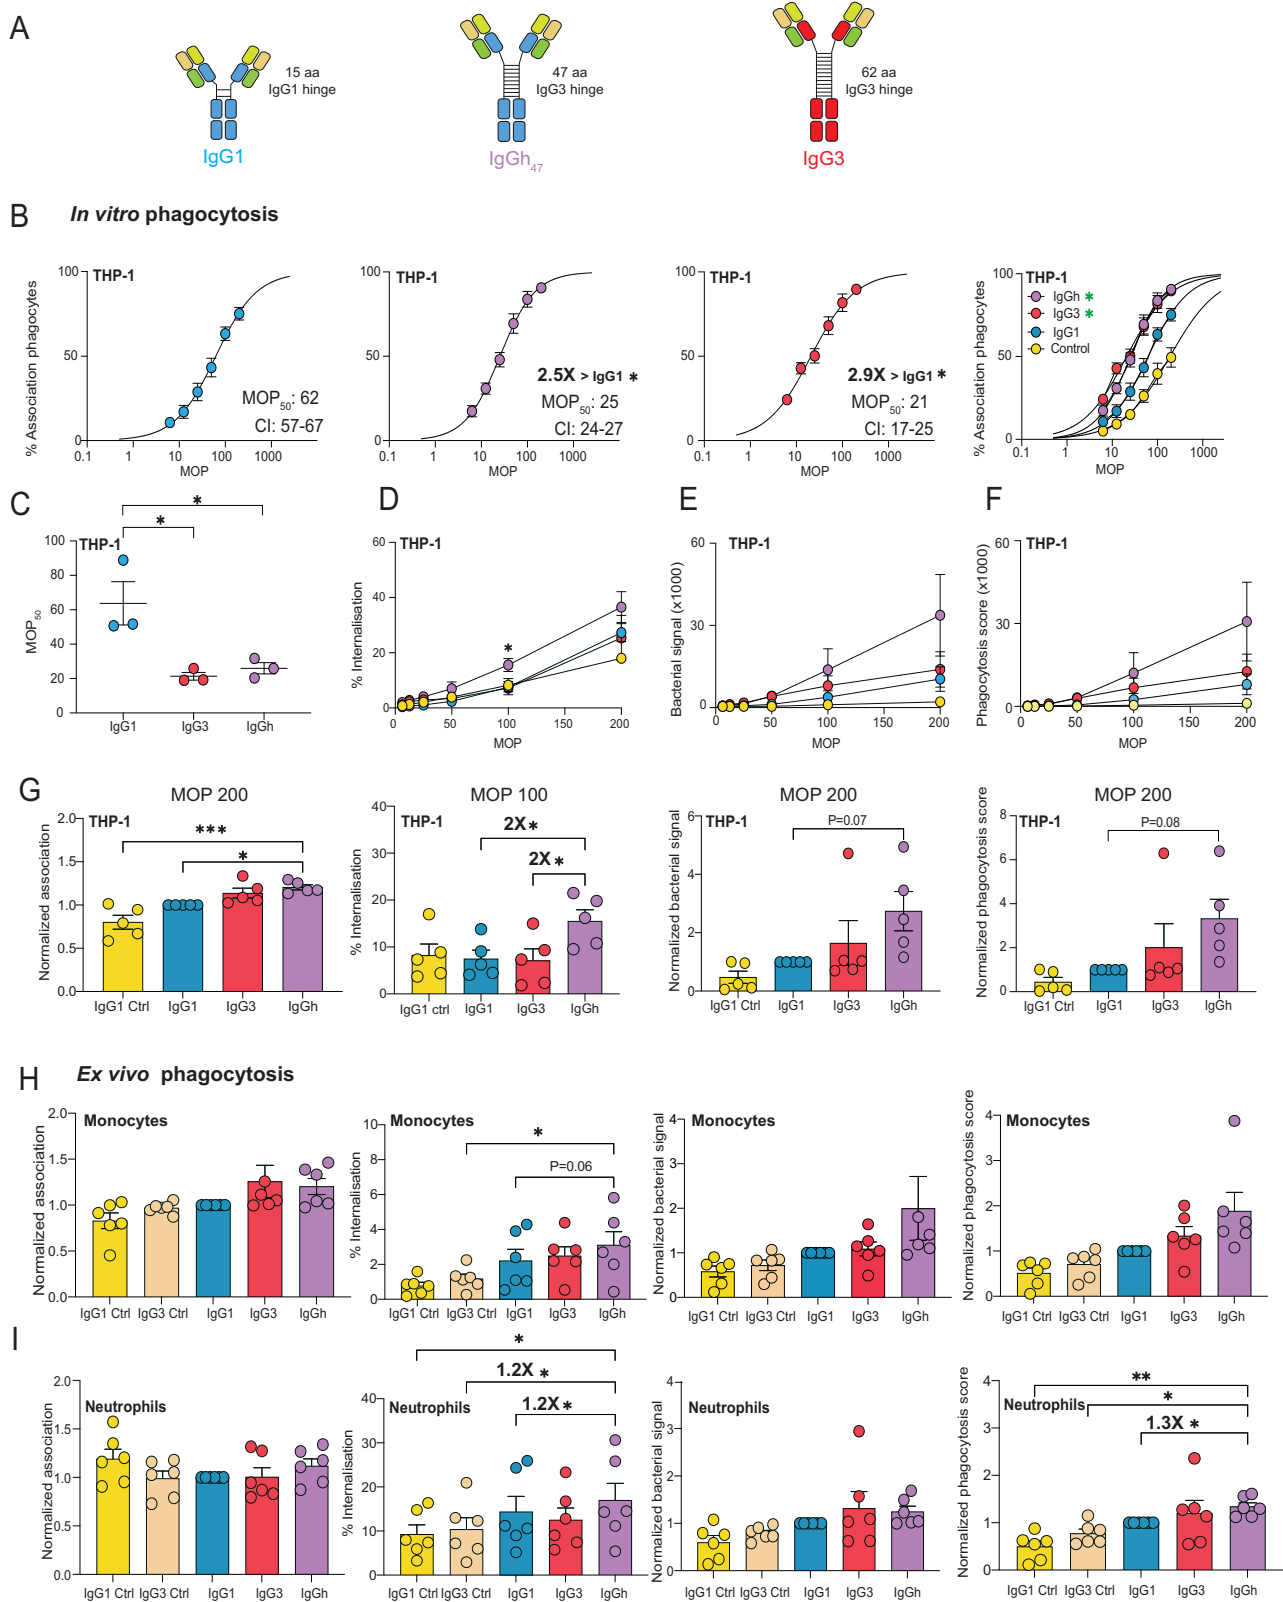 A
15 aa
IgG1 hinge
47 aa
IgG3 hinge
62 aa
IgG3 hinge
IgG1
IgGh47
IgG3
B
In vitro phagocytosis
% Association phagocytes
100
50
0
THP-1
MOP50: 62
CI: 57-67
0.1 1 10 100 1000
MOP
100
50
0
THP-1
2.5X > IgG1 *
MOP50: 25
CI: 24-27
0.1 1 10 100 1000
MOP
100
50
0
THP-1
2.9X > IgG1 *
MOP50: 21
CI: 17-25
0.1 1 10 100 1000
MOP
% Association phagocytes
100
50
0
THP-1
IgGh *
IgG3 *
IgG1
Control
0.1 1 10 100 1000
MOP
C
MOP50
100
80
60
40
20
0
THP-1
*
*
IgG1 IgG3 IgGh
D
% Internalisation
60
40
20
0
THP-1
*
0 50 100 150 200
MOP
E
Bacterial signal (x1000)
60
30
0
THP-1
0 50 100 150 200
MOP
F
Phagocytosis score (x1000)
60
30
0
THP-1
0 50 100 150 200
MOP
G
MOP 200
Normalized association
2.0
1.5
1.0
0.5
0.0
THP-1
***
*
IgG1 Ctrl IgG1 IgG3 IgGh
MOP 100
% Internalisation
40
30
20
10
0
THP-1
2X *
2X *
IgG1 ctrl IgG1 IgG3 IgGh
MOP 200
Normalized bacterial signal
6
4
2
0
THP-1
P=0.07
IgG1 Ctrl IgG1 IgG3 IgGh
MOP 200
Normalized phagocytosis score
8
6
4
2
0
THP-1
P=0.08
IgG1 Ctrl IgG1 IgG3 IgGh
H
Ex vivo phagocytosis
Normalized association
2.0
1.5
1.0
0.5
0.0
Monocytes
IgG1 Ctrl IgG3 Ctrl IgG1 IgG3 IgGh
% Internalisation
10
8
6
4
2
0
Monocytes
*
P=0.06
IgG1 Ctrl IgG3 Ctrl IgG1 IgG3 IgGh
Normalized bacterial signal
4
3
2
1
0
Monocytes
IgG1 Ctrl IgG3 Ctrl IgG1 IgG3 IgGh
Normalized phagocytosis score
4
3
2
1
0
Monocytes
IgG1 Ctrl IgG3 Ctrl IgG1 IgG3 IgGh
I
Normalized association
2.0
1.5
1.0
0.5
0.0
Neutrophils
IgG1 Ctrl IgG3 Ctrl IgG1 IgG3 IgGh
% Internalisation
40
30
20
10
0
Neutrophils
*
1.2X *
1.2X *
IgG1 Ctrl IgG3 Ctrl IgG1 IgG3 IgGh
Normalized bacterial signal
4
3
2
1
0
Neutrophils
IgG1 Ctrl IgG3 Ctrl IgG1 IgG3 IgGh
Normalized phagocytosis score
4
3
2
1
0
Neutrophils
**
*
1.3X *
IgG1 Ctrl IgG3 Ctrl IgG1 IgG3 IgGh